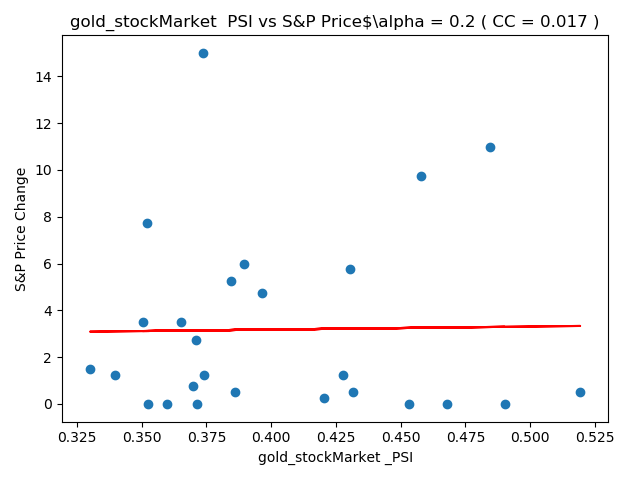 gold_stockMarket  PSI vs S&P Price$\alpha = 0.2 ( CC = 0.017 )
S&P Price Change
14
12
10
8
6
4
2
0
0.325 0.350 0.375 0.400 0.425 0.450 0.475 0.500 0.525
gold_stockMarket _PSI